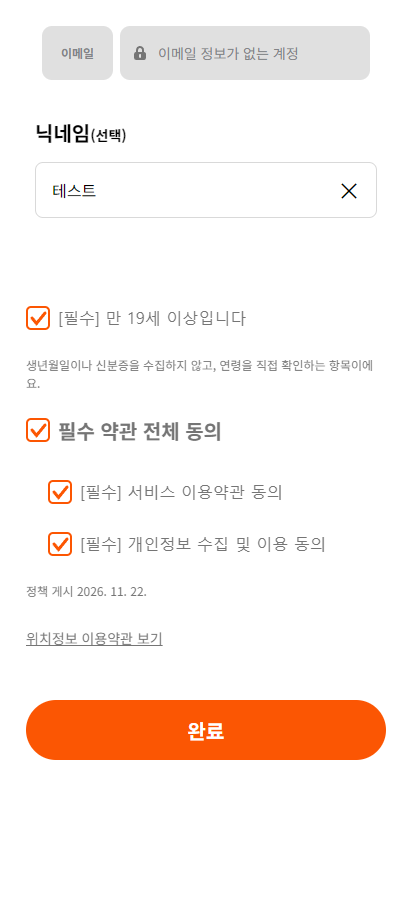 이메일 이메일 정보가 없는 계정
닉네임(선택)
테스트
[필수] 만 19세 이상입니다
생년월일이나 신분증을 수집하지 않고, 연령을 직접 확인하는 항목이에
요.
필수 약관 전체 동의
[필수] 서비스 이용약관 동의
[필수] 개인정보 수집 및 이용 동의
정책 게시 2026. 11. 22.
위치정보 이용약관 보기
완료